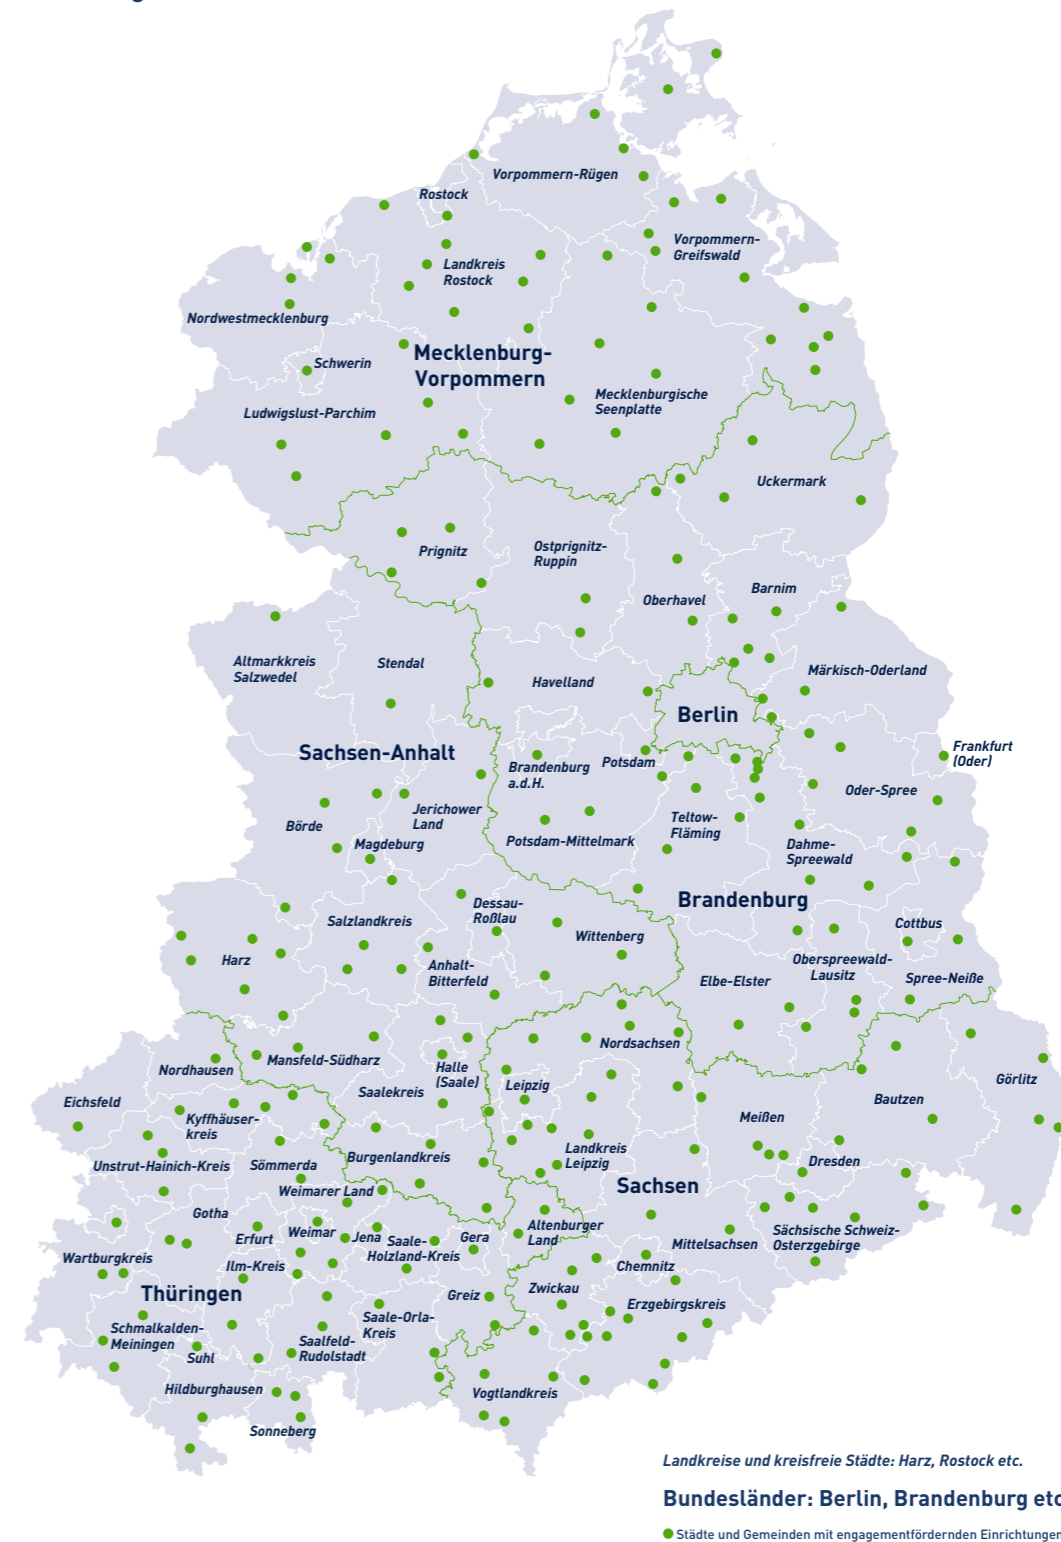 Vorpommern-Rügen
Rostock
Vorpommern-
Greifswald
Landkreis
Rostock
Nordwestmecklenburg
Mecklenburg-
Vorpommern
Schwerin
Mecklenburgische
Seenplatte
Ludwigslust-Parchim
Uckermark
Prignitz
Ostprignitz-
Ruppin
Barnim
Oberhavel
Altmarkkreis
Salzwedel
Stendal
Havelland
Märkisch-Oderland
Berlin
Sachsen-Anhalt
Frankfurt
(Oder)
Brandenburg
a.d.H.
Potsdam
Oder-Spree
Jerichower
Land
Börde
Magdeburg
Teltow-
Fläming
Potsdam-Mittelmark
Dahme-
Spreewald
Brandenburg
Dessau-
Roßlau
Salzlandkreis
Cottbus
Wittenberg
Harz
Anhalt-
Bitterfeld
Oberspreewald-
Lausitz
Elbe-Elster
Spree-Neiße
Nordsachsen
Mansfeld-Südharz
Nordhausen
Halle
(Saale)
Leipzig
Görlitz
Saalekreis
Eichsfeld
Bautzen
Kyffhäuser-
kreis
Meißen
Landkreis
Leipzig
Burgenlandkreis
Dresden
Unstrut-Hainich-Kreis
Sömmerda
Sachsen
Weimarer Land
Gotha
Altenburger
Land
Weimar
Erfurt
Jena
Saale-
Holzland-Kreis
Gera
Sächsische Schweiz-
Osterzgebirge
Mittelsachsen
Wartburgkreis
Ilm-Kreis
Chemnitz
Thüringen
Zwickau
Greiz
Erzgebirgskreis
Saale-Orla-
Kreis
Schmalkalden-
Meiningen
Saalfeld-
Rudolstadt
Suhl
Hildburghausen
Vogtlandkreis
Sonneberg
Landkreise und kreisfreie Städte: Harz, Rostock etc.
Bundesländer: Berlin, Brandenburg etc
Städte und Gemeinden mit engagementfördernden Einrichtungen